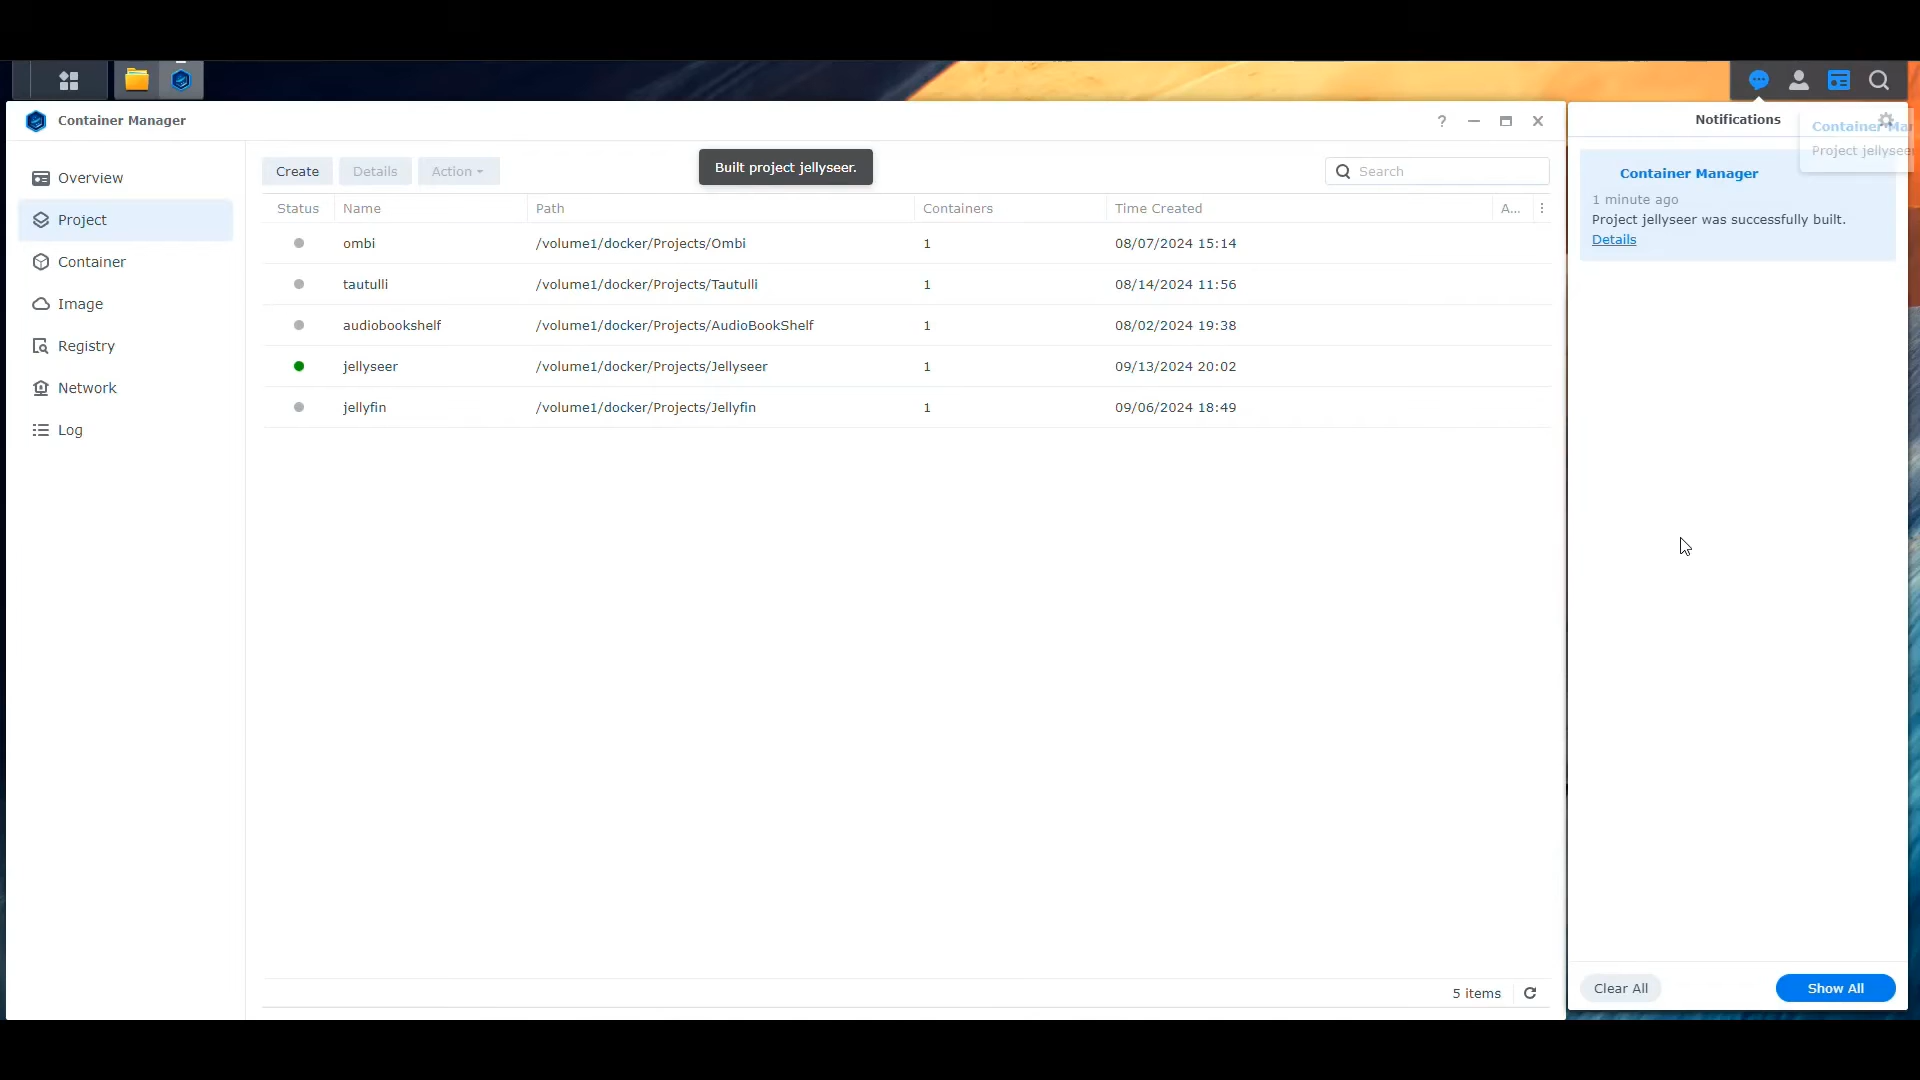 Container Manager
?
Notifications
Container Ma
Project jellyseer
Overview
Project
Container
Image
Registry
Network
Log
Create
Details
Action
Built project jellyseer.
Search
Status
Name
Path
Containers
Time Created
A...
ombi
/volume1/docker/Projects/Ombi
1
08/07/2024 15:14
tautulli
/volume1/docker/Projects/Tautulli
1
08/14/2024 11:56
audiobookshelf
/volume1/docker/Projects/AudioBookShelf
1
08/02/2024 19:38
jellyseer
/volume1/docker/Projects/Jellyseer
1
09/13/2024 20:02
jellyfin
/volume1/docker/Projects/Jellyfin
1
09/06/2024 18:49
5 items
Container Manager
1 minute ago
Project jellyseer was successfully built.
Details
Clear All
Show All